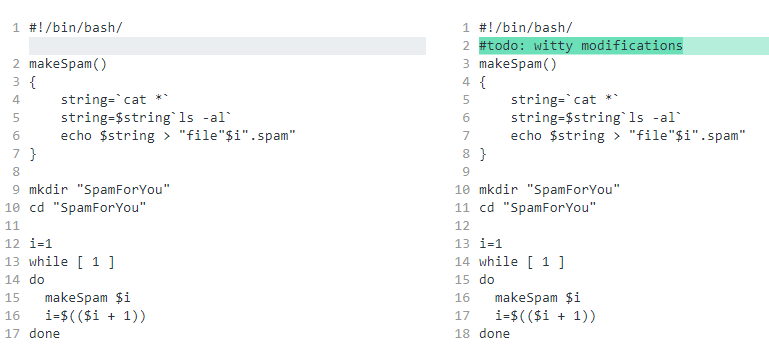 1 #!/bin/bash/
2 makeSpam()
3 {
4     string=`cat *`
5     string=$string`ls -al`
6     echo $string > "file"$i".spam"
7 }
8
9 mkdir "SpamForYou"
10 cd "SpamForYou"
11
12 i=1
13 while [ 1 ]
14 do
15   makeSpam $i
16   i=$(($i + 1))
17 done
1 #!/bin/bash/
2 #todo: witty modifications
3 makeSpam()
4 {
5     string=`cat *`
6     string=$string`ls -al`
7     echo $string > "file"$i".spam"
8 }
9
10 mkdir "SpamForYou"
11 cd "SpamForYou"
12
13 i=1
14 while [ 1 ]
15 do
16   makeSpam $i
17   i=$(($i + 1))
18 done